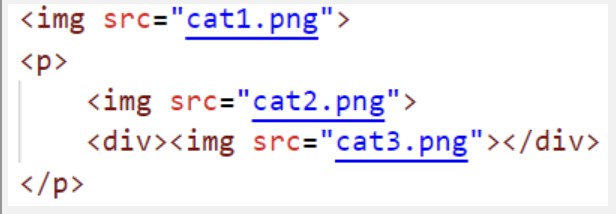 <img src="cat1.png">
<p>
<img src="cat2.png">
<div><img src="cat3.png"></div>
</p>